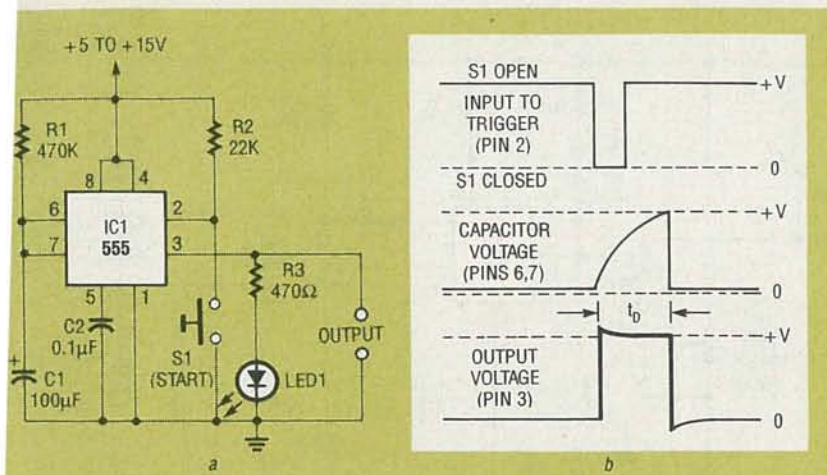 +5 TO +15V
R1
470K
R2
22K
8
4
6
2
IC1
555
7
3
5
1
R3
470Ω
C2
0.1µF
S1
(START)
OUTPUT
LED1
+
C1
100µF
a
S1 OPEN
+V
INPUT TO
TRIGGER
(PIN 2)
0
S1 CLOSED
+V
CAPACITOR
VOLTAGE
(PINS 6,7)
0
tD
+V
OUTPUT
VOLTAGE
(PIN 3)
0
b